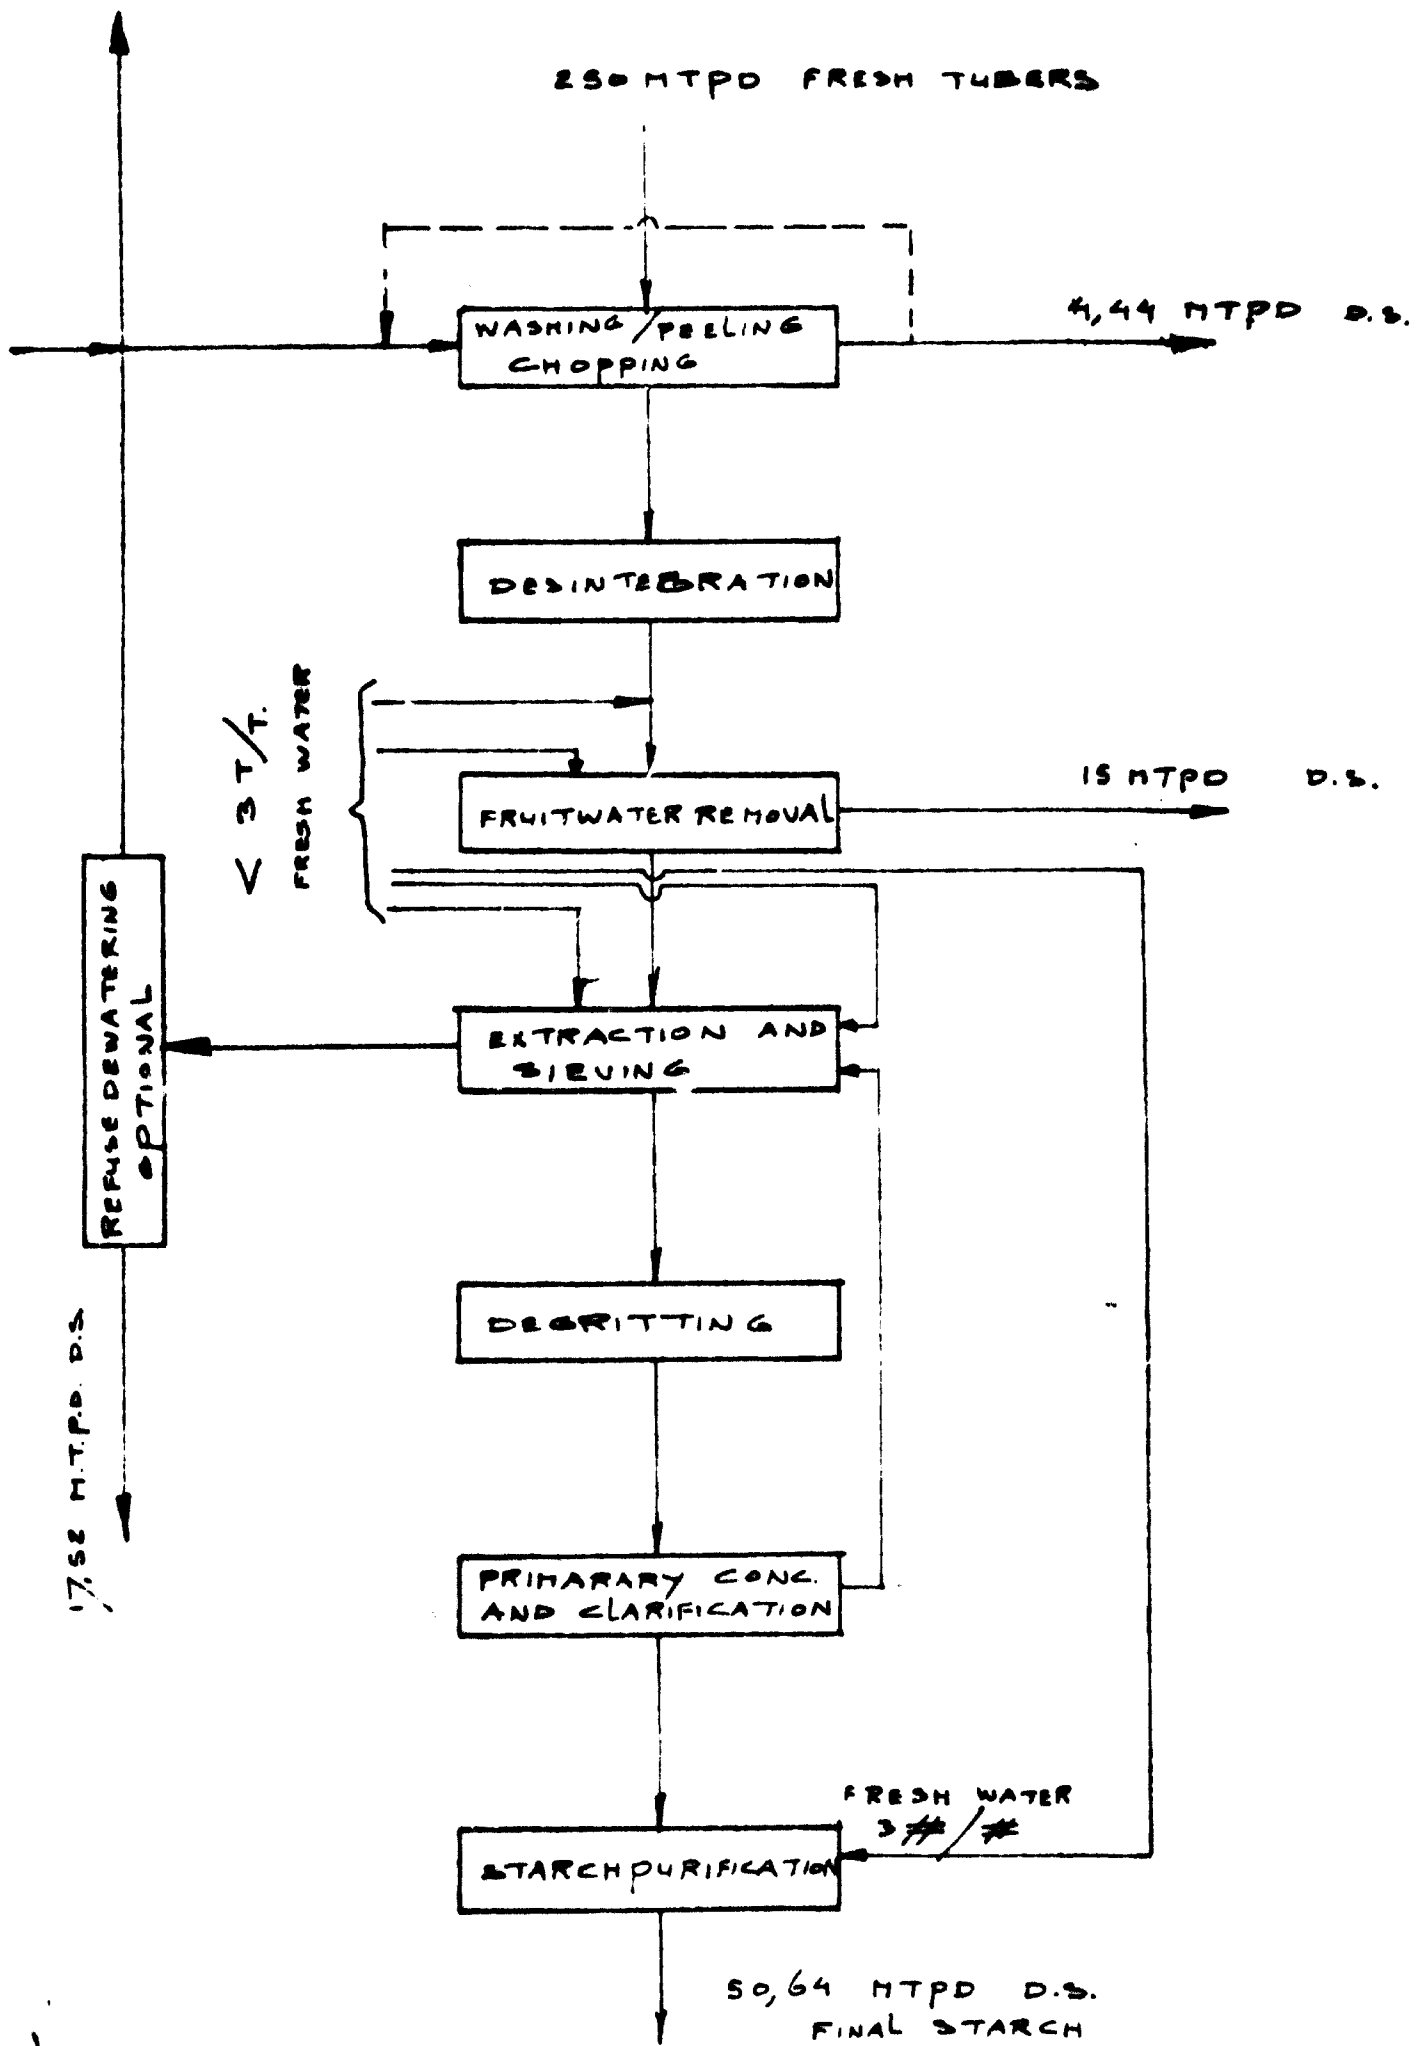 250 MTPD FRESH TUBERS
WASHING/PEELING
CHOPPING
4,44 MTPD D.S.
DESINTEGRATION
< 3 T/T.
FRESH WATER
FRUITWATER REMOVAL
15 MTPD D.S.
REFUSE DEWATERING
OPTIONAL
EXTRACTION AND
SIEVING
DEGRITTING
17,52 M.T.P.D. D.S
PRIMARARY CONC.
AND CLARIFICATION
FRESH WATER
3 #/#
STARCH PURIFICATION
50,64 MTPD D.S.
FINAL STARCH